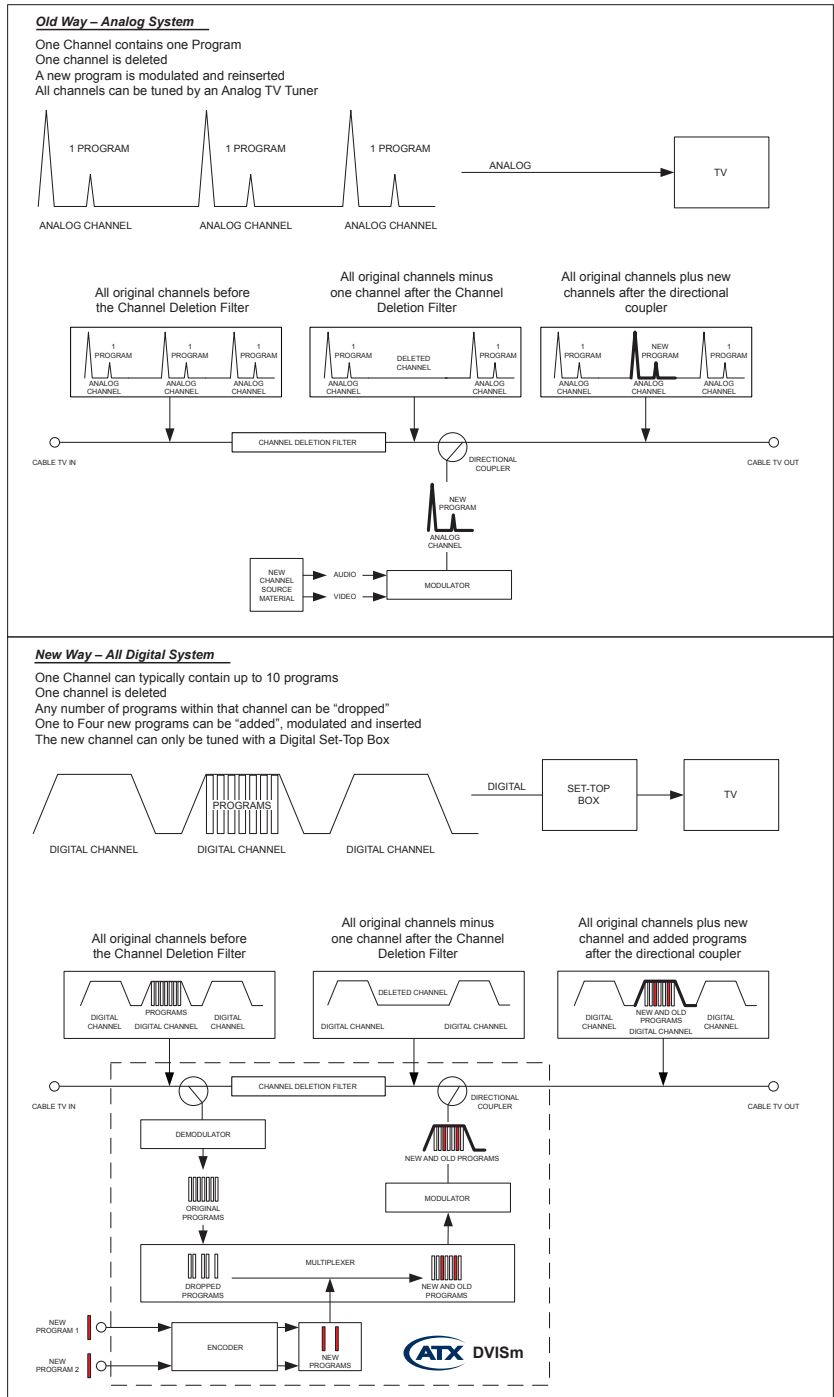 Old Way – Analog System
One Channel contains one Program
One channel is deleted
A new program is modulated and reinserted
All channels can be tuned by an Analog TV Tuner
1 PROGRAM
1 PROGRAM
1 PROGRAM
ANALOG
TV
ANALOG CHANNEL
ANALOG CHANNEL
ANALOG CHANNEL
All original channels before
the Channel Deletion Filter
All original channels minus
one channel after the Channel
Deletion Filter
All original channels plus new
channels after the directional
coupler
1
PROGRAM
1
PROGRAM
1
PROGRAM
ANALOG
CHANNEL
ANALOG
CHANNEL
ANALOG
CHANNEL
1
PROGRAM
DELETED
CHANNEL
1
PROGRAM
ANALOG
CHANNEL
ANALOG
CHANNEL
1
PROGRAM
NEW
PROGRAM
1
PROGRAM
ANALOG
CHANNEL
ANALOG
CHANNEL
ANALOG
CHANNEL
CABLE TV IN
CHANNEL DELETION FILTER
DIRECTIONAL
COUPLER
CABLE TV OUT
NEW
PROGRAM
ANALOG
CHANNEL
NEW
CHANNEL
SOURCE
MATERIAL
AUDIO
VIDEO
MODULATOR
New Way – All Digital System
One Channel can typically contain up to 10 programs
One channel is deleted
Any number of programs within that channel can be “dropped”
One to Four new programs can be “added”, modulated and inserted
The new channel can only be tuned with a Digital Set-Top Box
PROGRAMS
DIGITAL
SET-TOP
BOX
TV
DIGITAL CHANNEL
DIGITAL CHANNEL
DIGITAL CHANNEL
All original channels before
the Channel Deletion Filter
All original channels minus
one channel after the Channel
Deletion Filter
All original channels plus new
channel and added programs
after the directional coupler
DIGITAL
CHANNEL
PROGRAMS
DIGITAL CHANNEL
DIGITAL
CHANNEL
DELETED CHANNEL
DIGITAL CHANNEL
DIGITAL CHANNEL
DIGITAL
CHANNEL
NEW AND OLD
PROGRAMS
DIGITAL CHANNEL
DIGITAL
CHANNEL
CABLE TV IN
CHANNEL DELETION FILTER
DIRECTIONAL
COUPLER
CABLE TV OUT
DEMODULATOR
NEW AND OLD PROGRAMS
ORIGINAL
PROGRAMS
MODULATOR
MULTIPLEXER
DROPPED
PROGRAMS
NEW AND OLD
PROGRAMS
NEW
PROGRAM 1
NEW
PROGRAM 2
ENCODER
NEW
PROGRAMS
ATX DVISm